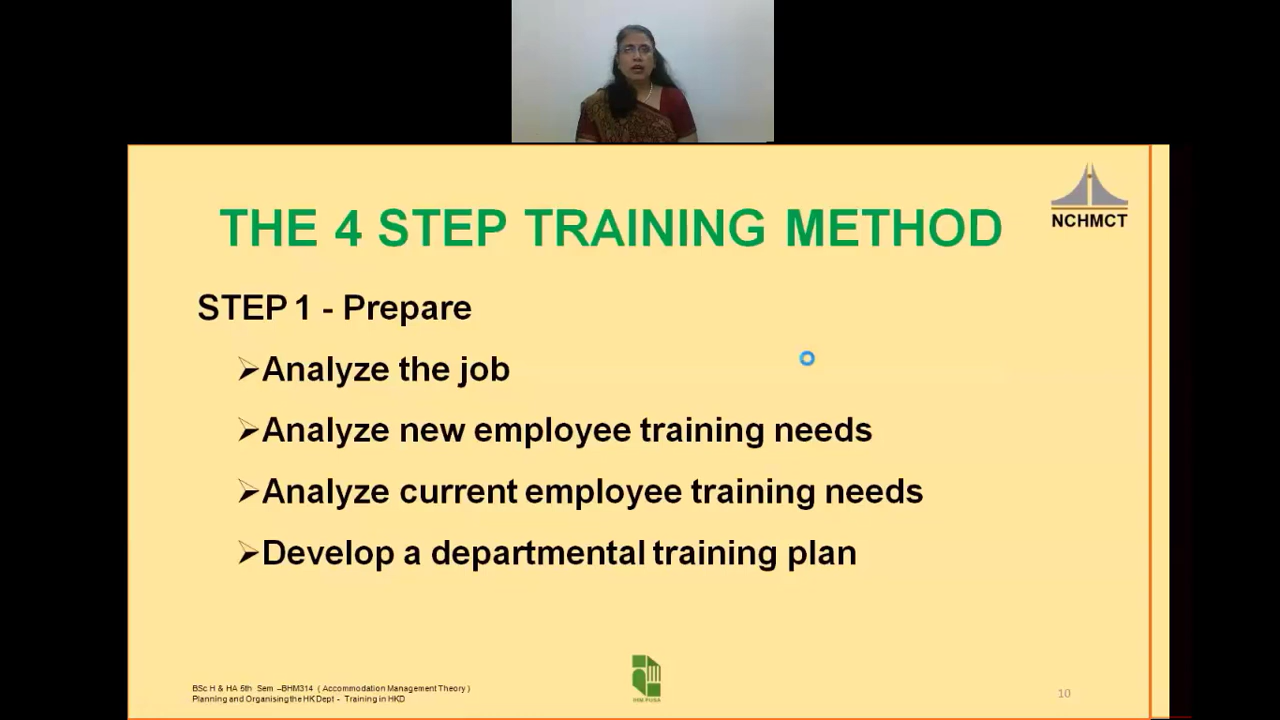 THE 4 STEP TRAINING METHOD
NCHMCT
STEP 1 - Prepare
➢Analyze the job
➢Analyze new employee training needs
➢Analyze current employee training needs
➢Develop a departmental training plan
BSc H & HA 6th Sem –BHM314 ( Accommodation Management Theory )
Planning and Organising the HK Dept - Training in HKD
IHM PUSA
10